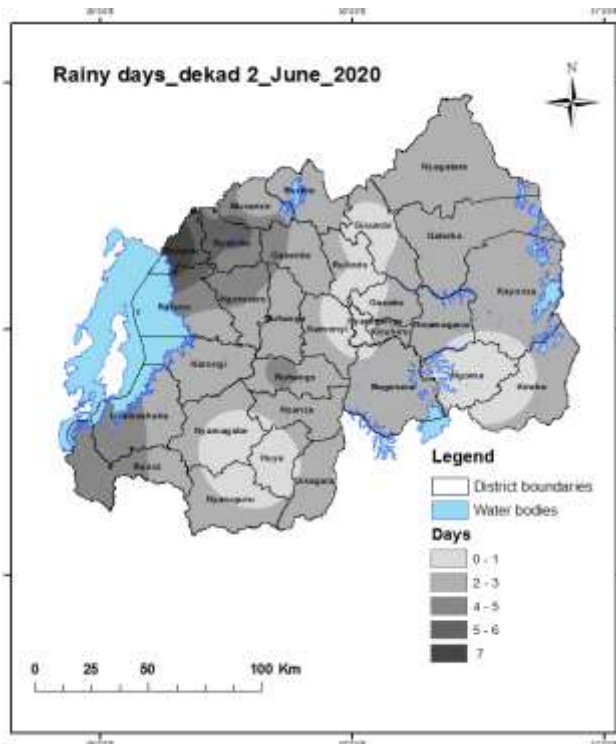 Rainy days_dekad 2_June_2020
N
Burera
Nyagatare
Musanze
Gicumbi
Gatsibo
Rubavu
Nyabihu
Gakenke
Rulindo
Kayonza
Rutsiro
Ngororero
Gasabo
Muhanga
Kamonyi
Nyarugenge
Kicukiro
Rwamagana
Karongi
Ruhango
Bugesera
Ngoma
Kirehe
Nyamasheke
Nyanza
Nyamagabe
Huye
Rusizi
Nyaruguru
Gisagara
Legend
District boundaries
Water bodies
Days
0 - 1
2 - 3
4 - 5
5 - 6
7
0 25 50 100 Km